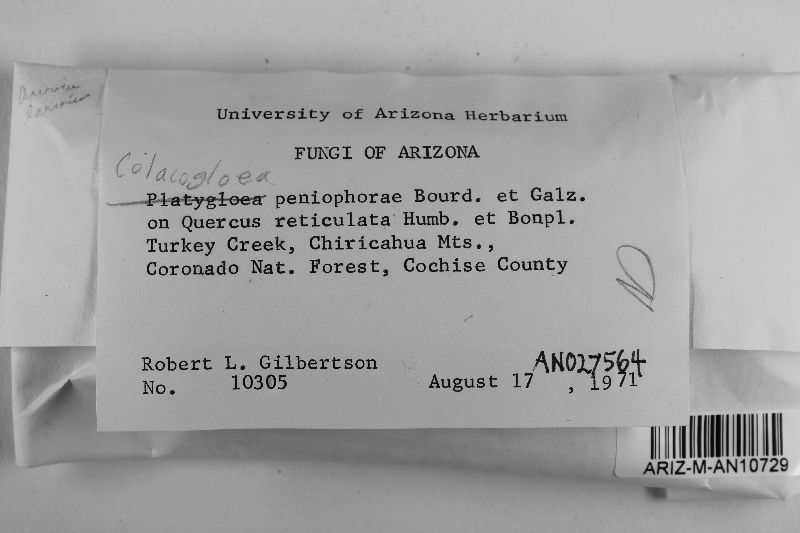 University of Arizona Herbarium
FUNGI OF ARIZONA
Colacogloea
Platygloea peniophorae Bourd. et Galz.
on Quercus reticulata Humb. et Bonpl.
Turkey Creek, Chiricahua Mts.,
Coronado Nat. Forest, Cochise County
ND
Robert L. Gilbertson
AN027564
No. 10305 August 17, 1971
ARIZ-M-AN10729